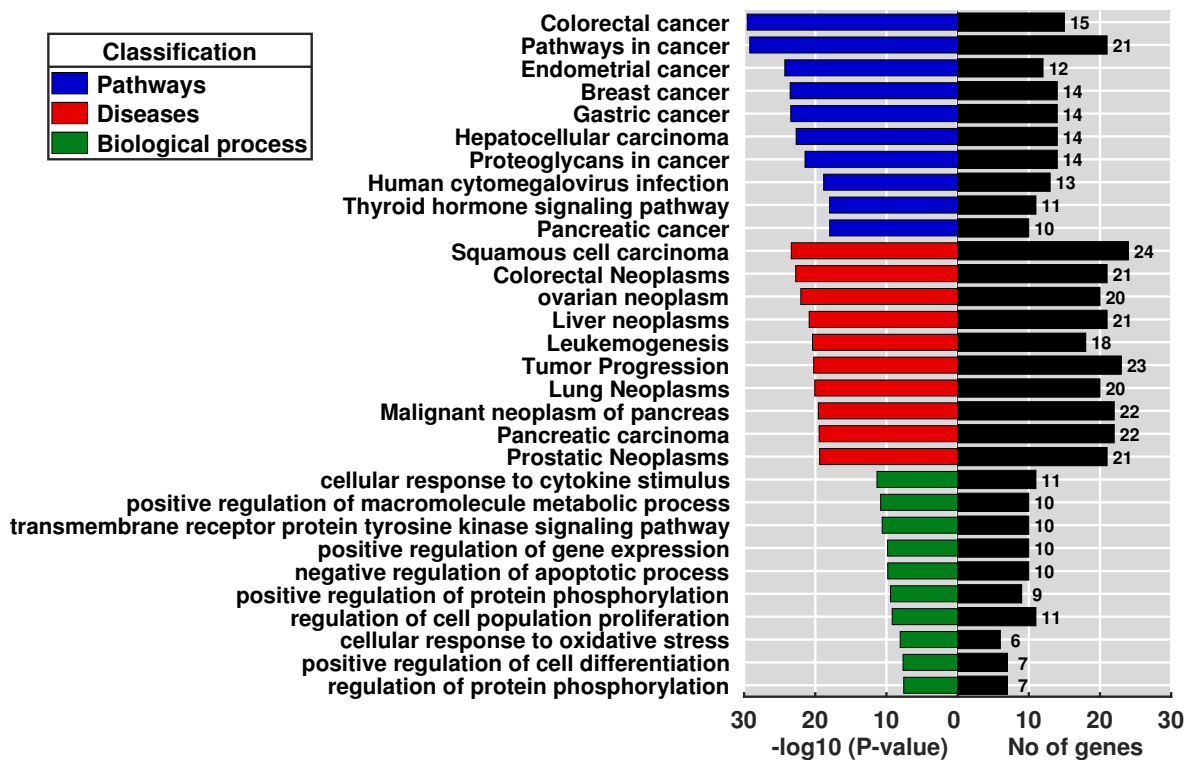 Classification
Pathways
Diseases
Biological process
Colorectal cancer 15
Pathways in cancer 21
Endometrial cancer 12
Breast cancer 14
Gastric cancer 14
Hepatocellular carcinoma 14
Proteoglycans in cancer 14
Human cytomegalovirus infection 13
Thyroid hormone signaling pathway 11
Pancreatic cancer 10
Squamous cell carcinoma 24
Colorectal Neoplasms 21
ovarian neoplasm 20
Liver neoplasms 21
Leukemogenesis 18
Tumor Progression 23
Lung Neoplasms 20
Malignant neoplasm of pancreas 22
Pancreatic carcinoma 22
Prostatic Neoplasms 21
cellular response to cytokine stimulus 11
positive regulation of macromolecule metabolic process 10
transmembrane receptor protein tyrosine kinase signaling pathway 10
positive regulation of gene expression 10
negative regulation of apoptotic process 10
positive regulation of protein phosphorylation 9
regulation of cell population proliferation 11
cellular response to oxidative stress 6
positive regulation of cell differentiation 7
regulation of protein phosphorylation 7
30 20 10 0 10 20 30
-log10 (P-value) No of genes